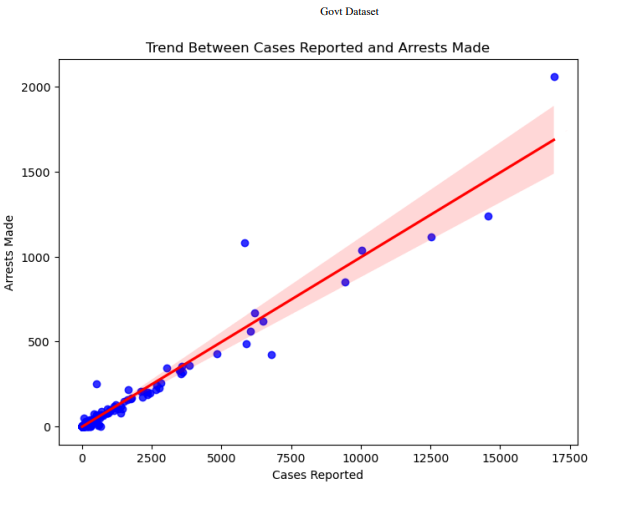 Govt Dataset
Trend Between Cases Reported and Arrests Made
2000
1500
1000
500
0
Arrests Made
0 2500 5000 7500 10000 12500 15000 17500
Cases Reported